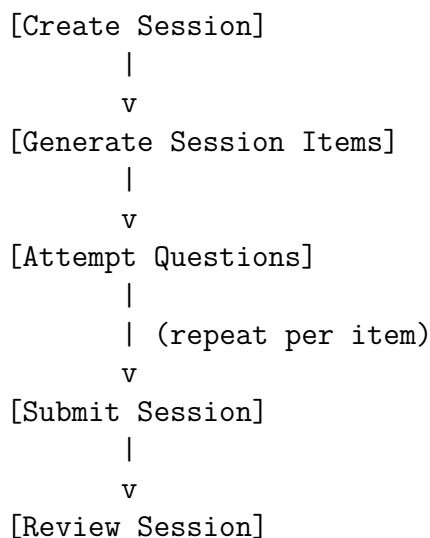 [Create Session]
|
v
[Generate Session Items]
|
v
[Attempt Questions]
|
| (repeat per item)
v
[Submit Session]
|
v
[Review Session]